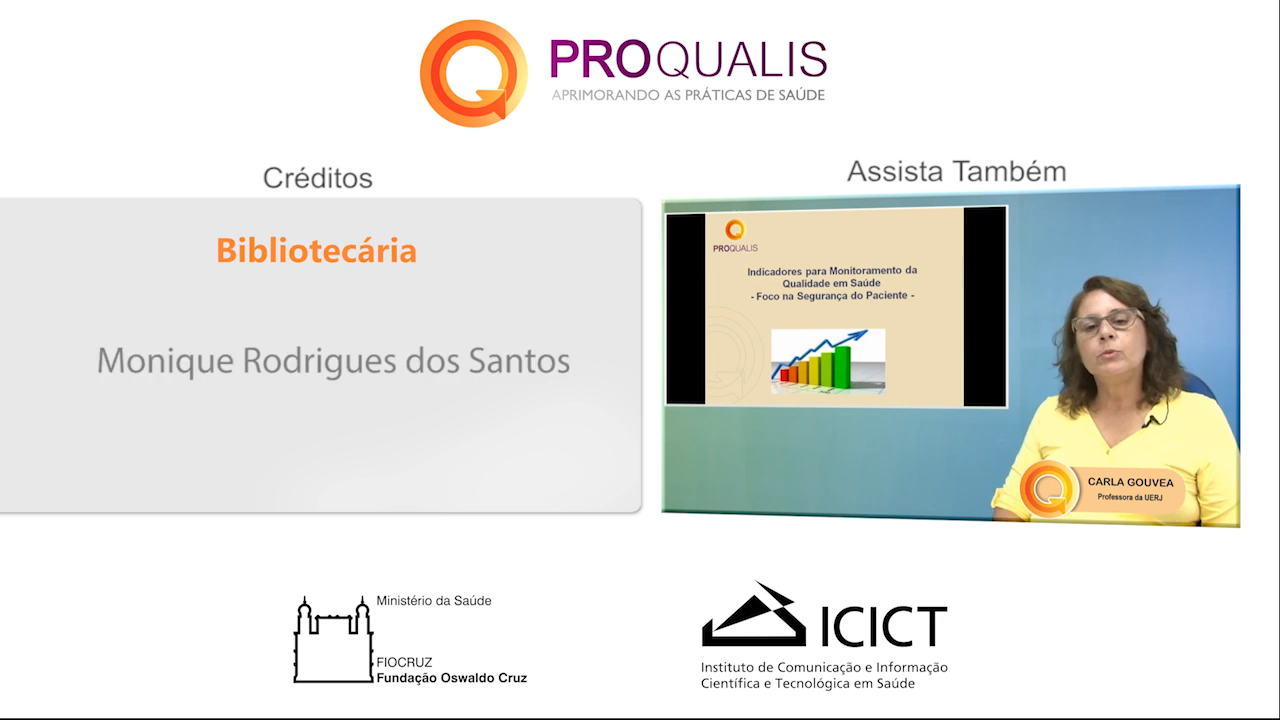 PROQUALIS
APRIMORANDO AS PRÁTICAS DE SAÚDE
Créditos
Bibliotecária
Monique Rodrigues dos Santos
Assista Também
PROQUALIS
Indicadores para Monitoramento da
Qualidade em Saúde
- Foco na Segurança do Paciente -
CARLA GOUVEA
Professora da UERJ
Ministério da Saúde
FIOCRUZ
Fundação Oswaldo Cruz
ICICT
Instituto de Comunicação e Informação
Científica e Tecnológica em Saúde